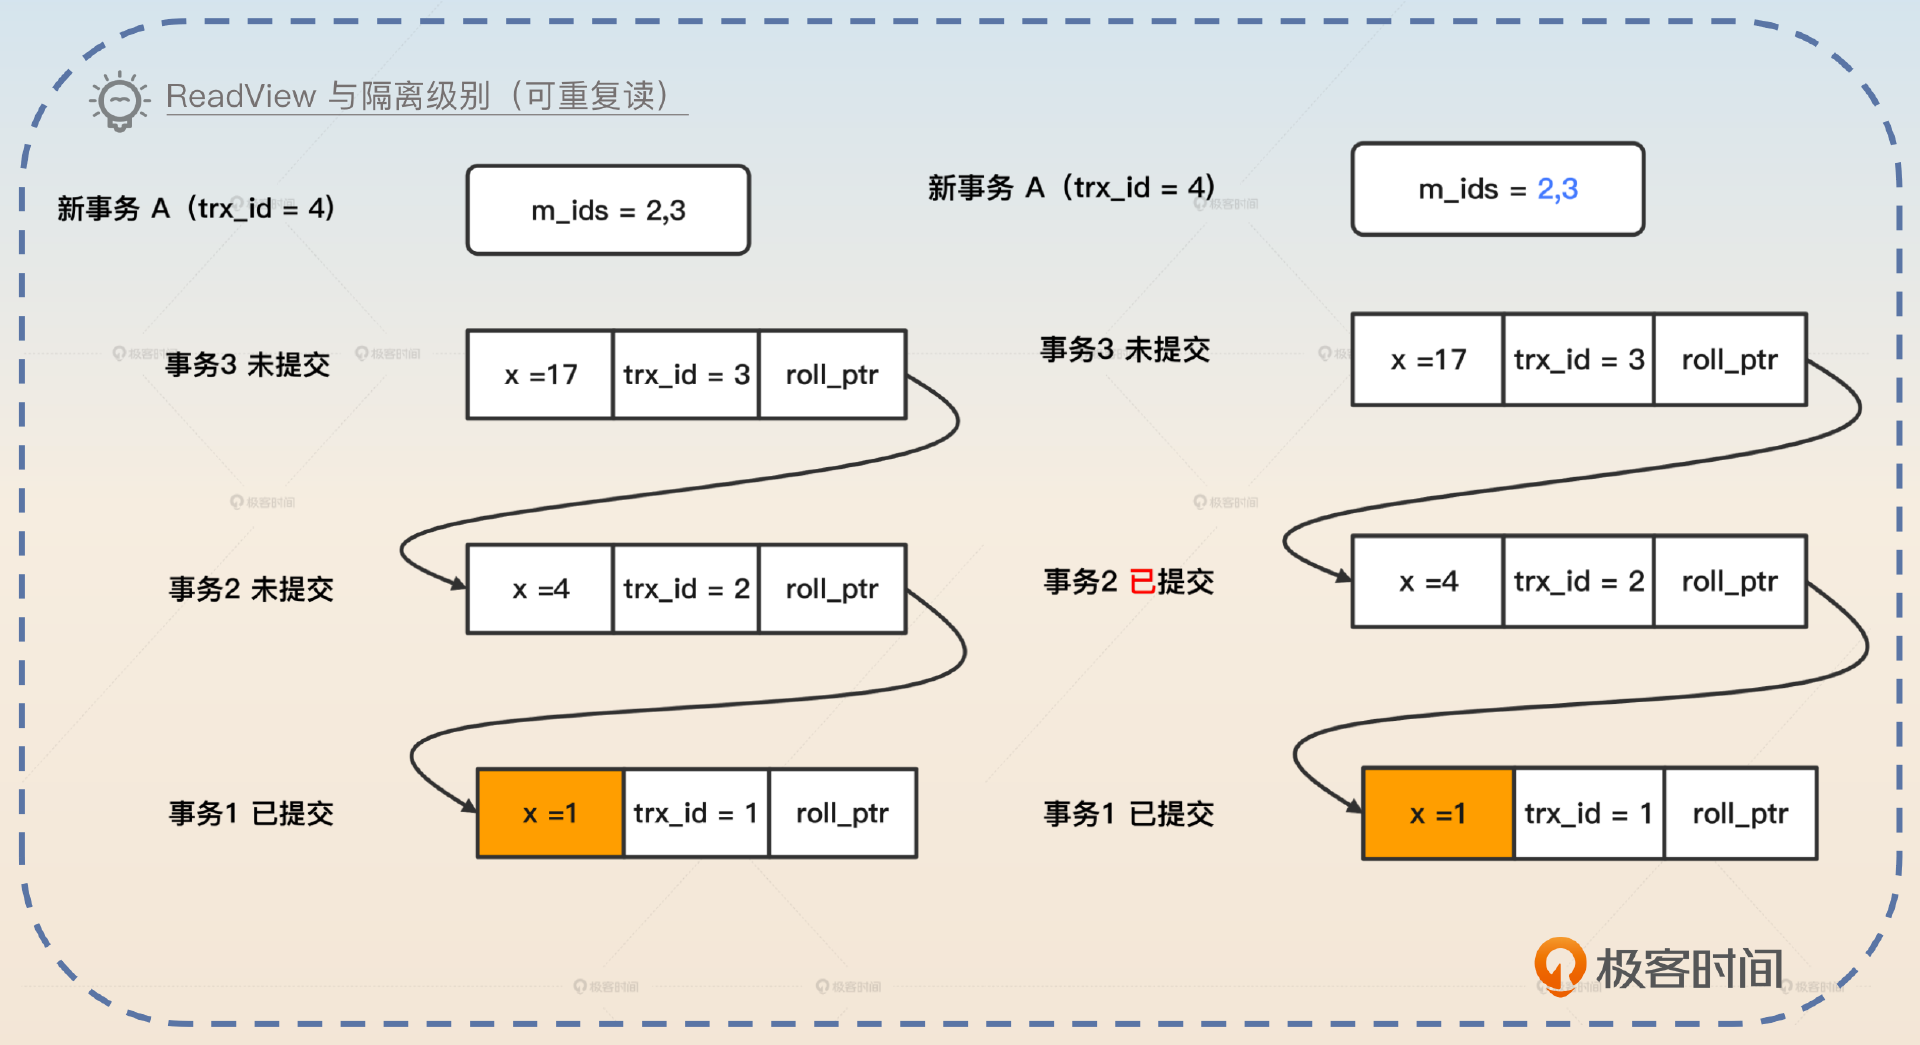 ReadView 与隔离级别（可重复读）
新事务 A（trx_id = 4）
m_ids = 2,3
事务3 未提交
x =17 trx_id = 3 roll_ptr
事务2 未提交
x =4 trx_id = 2 roll_ptr
事务1 已提交
x =1 trx_id = 1 roll_ptr
新事务 A（trx_id = 4）
m_ids = 2,3
事务3 未提交
x =17 trx_id = 3 roll_ptr
事务2 已提交
x =4 trx_id = 2 roll_ptr
事务1 已提交
x =1 trx_id = 1 roll_ptr
极客时间